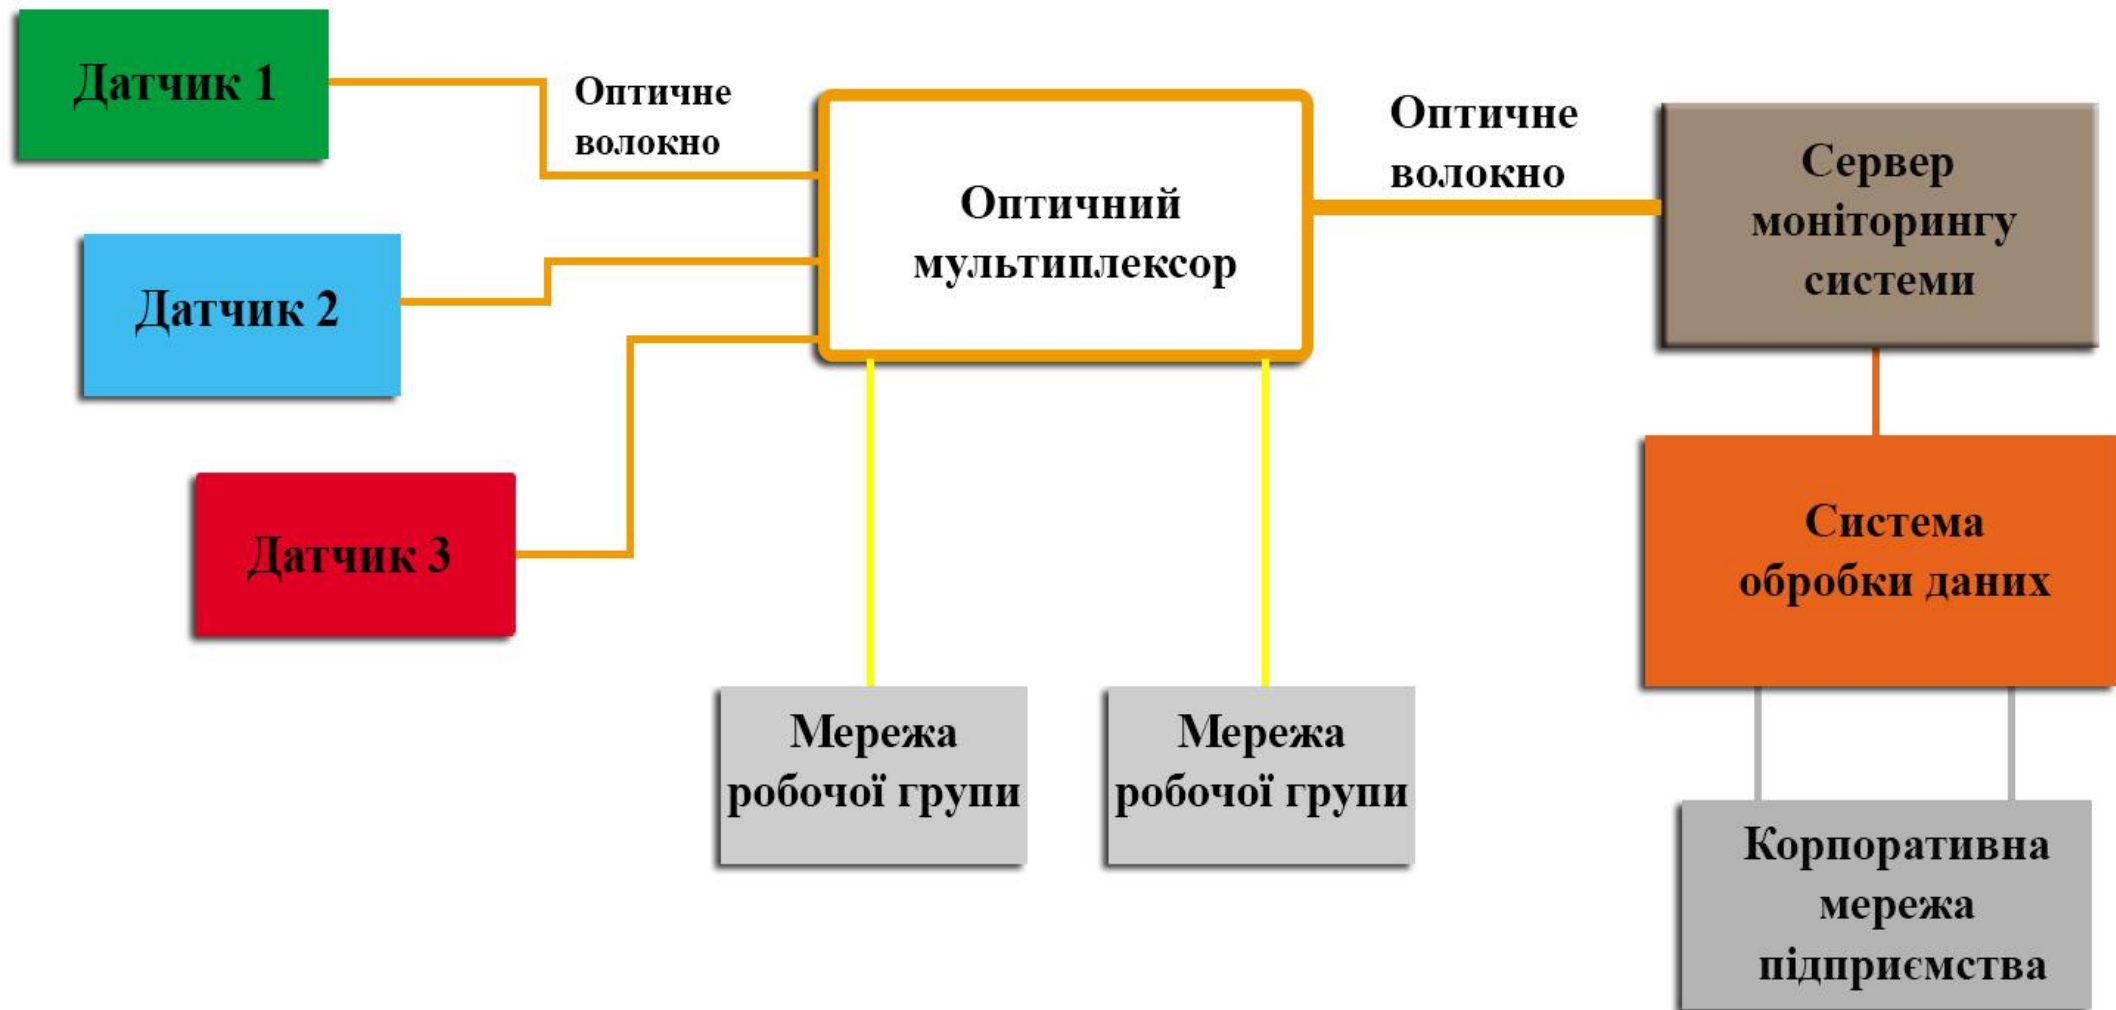 Датчик 1
Оптичне
волокно
Оптичне
волокно
Оптичний
мультиплексор
Сервер
моніторингу
системи
Датчик 2
Датчик 3
Система
обробки даних
Мережа
робочої групи
Мережа
робочої групи
Корпоративна
мережа
підприємства